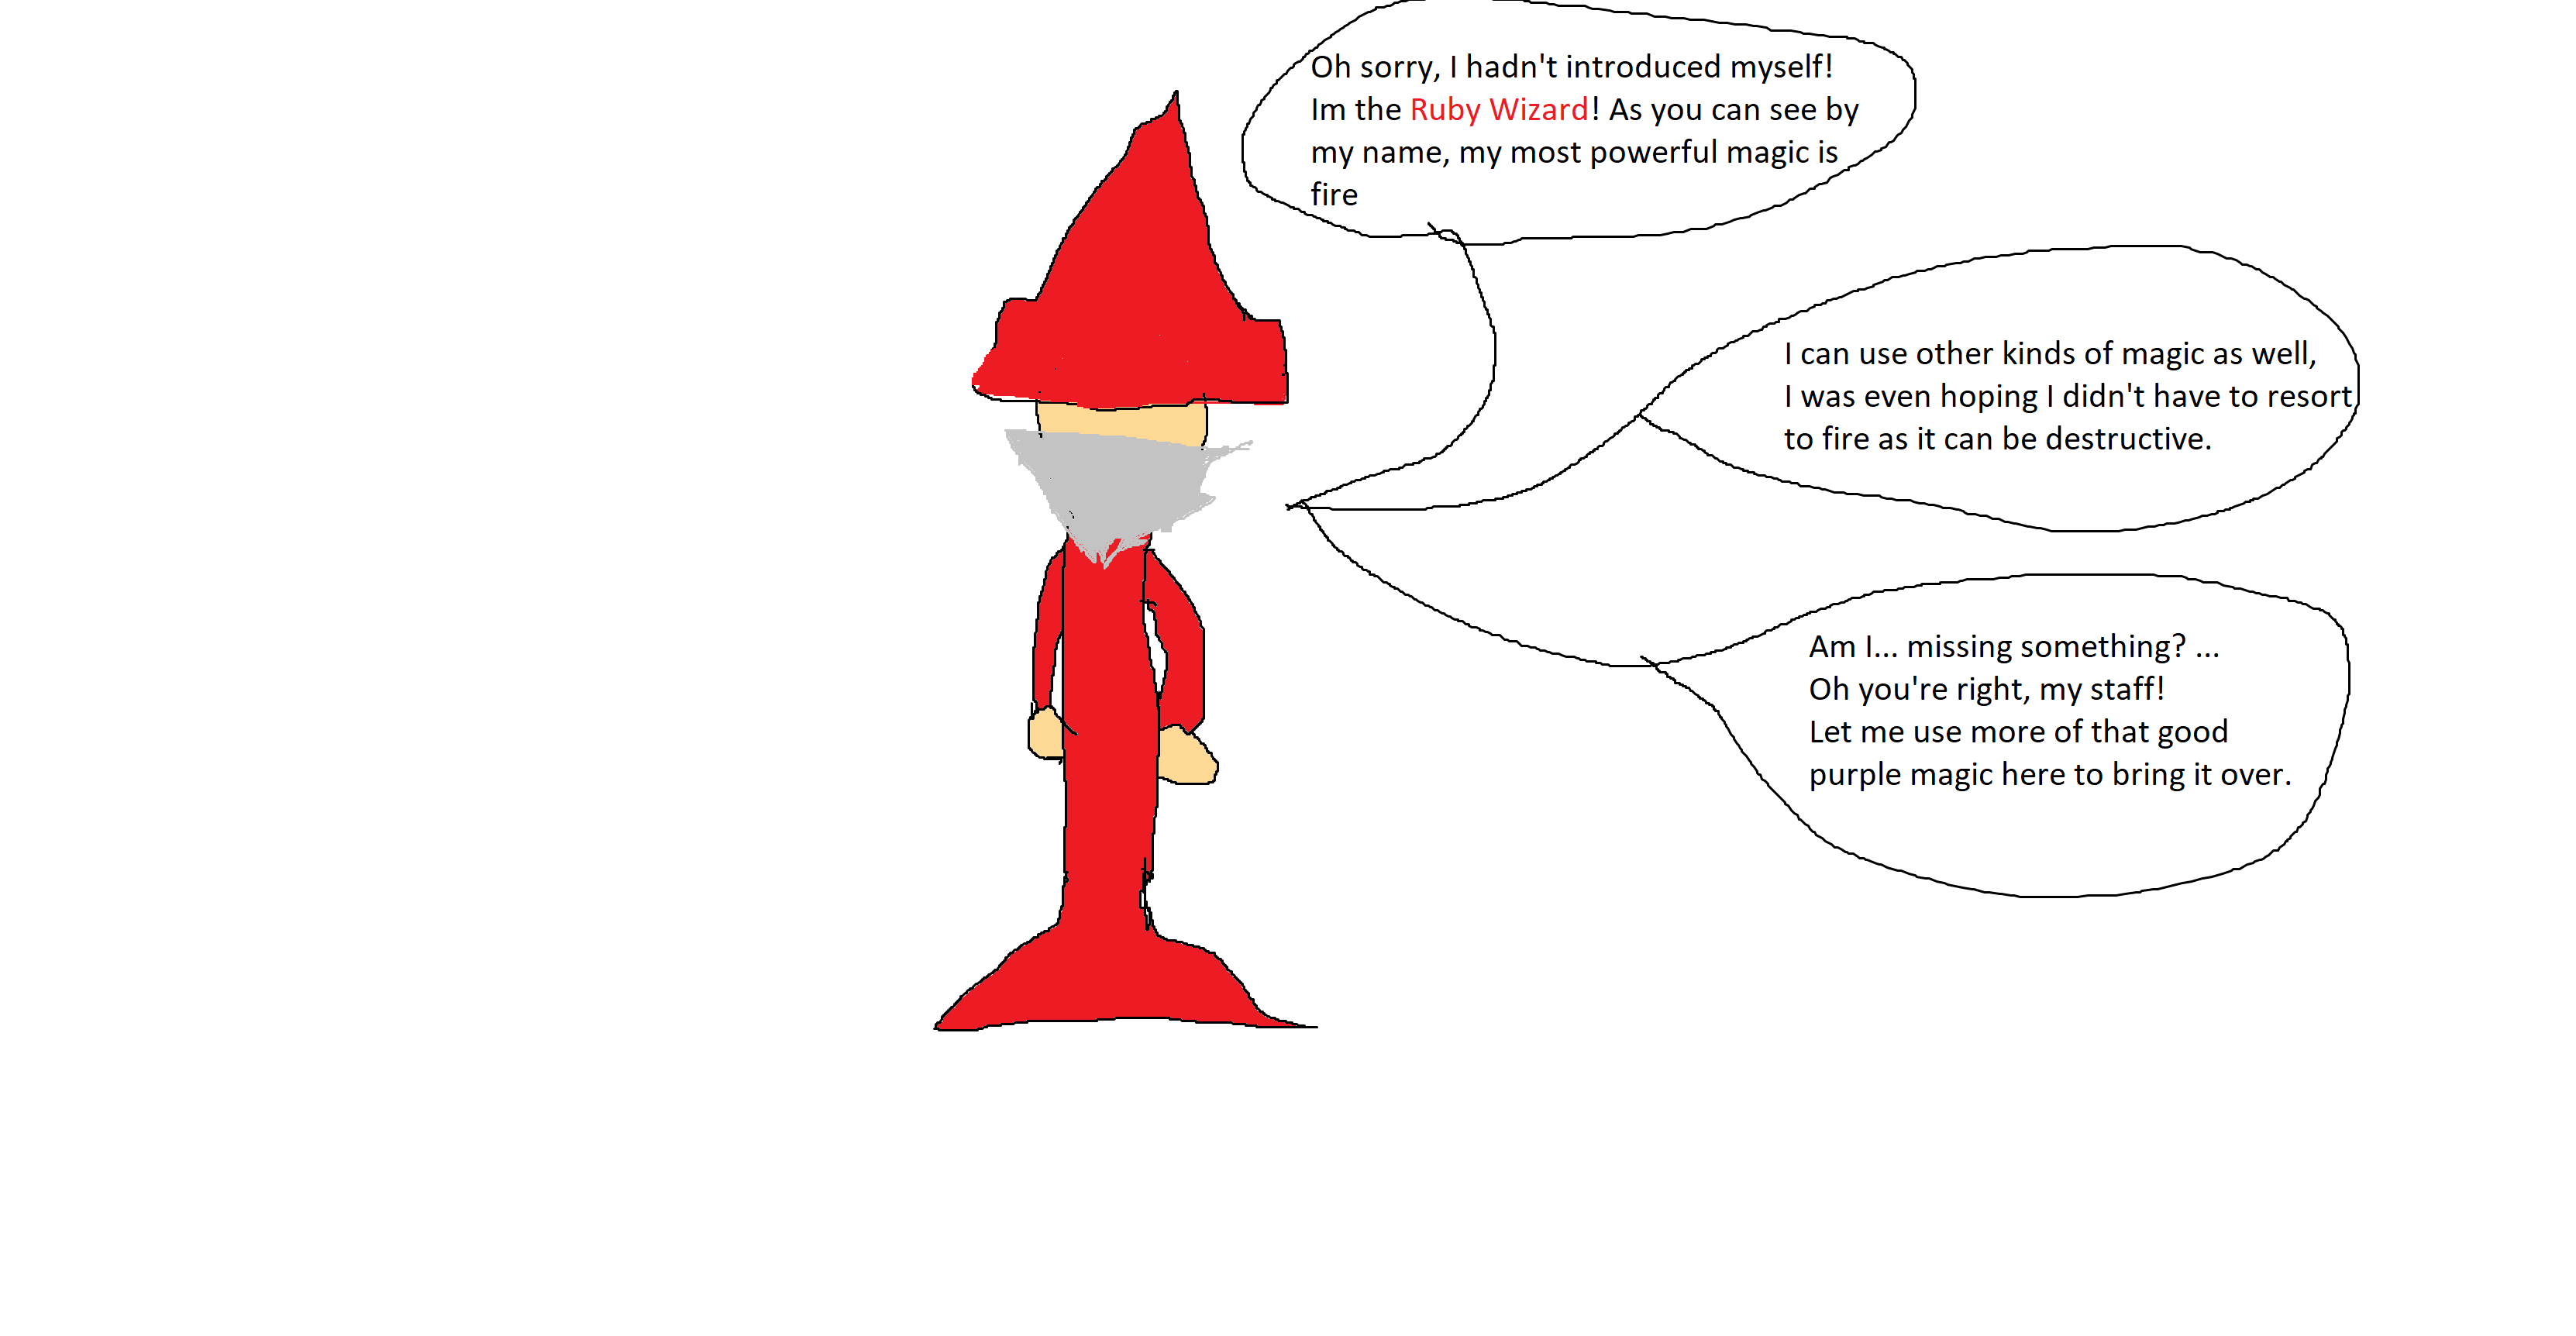 Oh sorry, I hadn't introduced myself!
Im the Ruby Wizard! As you can see by
my name, my most powerful magic is
fire
I can use other kinds of magic as well,
I was even hoping I didn't have to resort
to fire as it can be destructive.
Am I... missing something? ...
Oh you're right, my staff!
Let me use more of that good
purple magic here to bring it over.